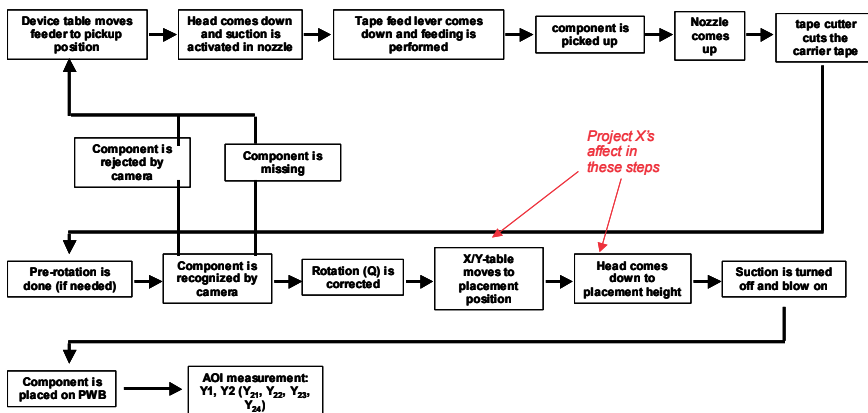 Device table moves
feeder to pickup
position
Head comes down
and suction is
activated in nozzle
Tape feed lever comes
down and feeding is
performed
component is
picked up
Nozzle
comes
up
tape cutter
cuts the
carrier tape
Component is
rejected by
camera
Component is
missing
Project X's
affect in
these steps
Pre-rotation is
done (if needed)
Component is
recognized by
camera
Rotation (Q) is
corrected
X/Y-table
moves to
placement
position
Head comes
down to
placement height
Suction is turned
off and blow on
Component is
placed on PWB
AOI measurement:
Y1, Y2 (Y21, Y22, Y23,
Y24)